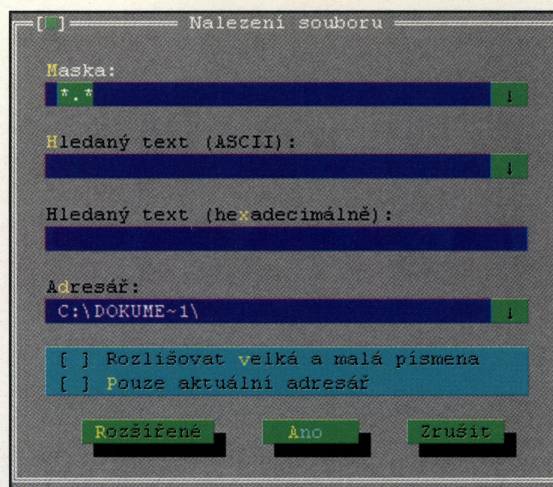 [■] Nalezení souboru
Maska:
*.* ↓
Hledaný text (ASCII):
↓
Hledaný text (hexadecimálně):
Adresář:
C:\DOKUME~1\ ↓
[ ] Rozlišovat velká a malá písmena
[ ] Pouze aktuální adresář
Rozšířené Ano Zrušit